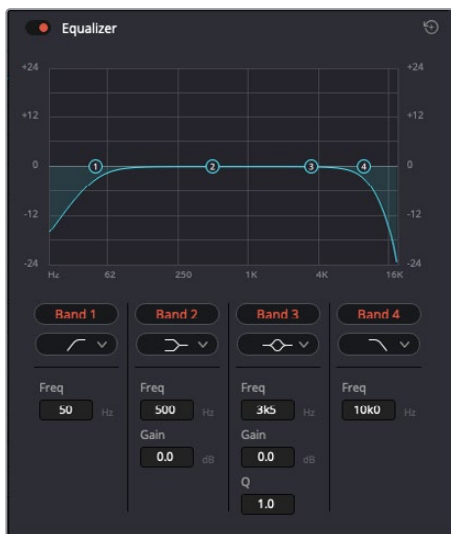 Equalizer
+24 +24
+12 +12
1 2 3 4
0 0
-12 -12
-24 -24
Hz 62 250 1K 4K 16K
Band 1 Band 2 Band 3 Band 4
Freq Freq Freq Freq
50 Hz 500 Hz 3k5 Hz 10k0 Hz
Gain Gain
0.0 dB 0.0 dB
Q
1.0